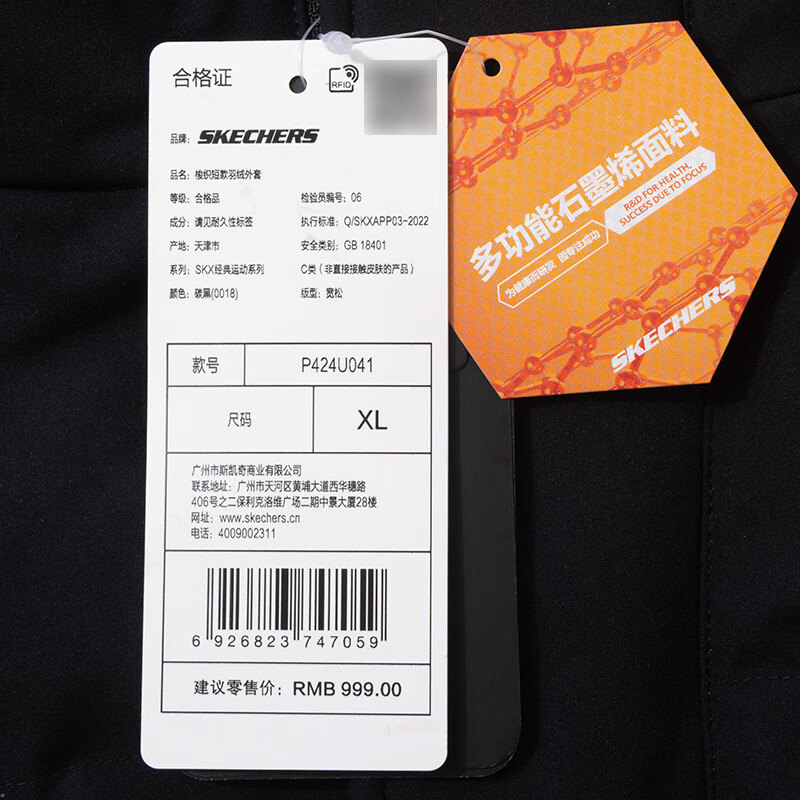 合格证
RFID
品牌: SKECHERS
品名: 梭织短款羽绒外套
等级: 合格品 检验员编号: 06
成分: 请见耐久性标签 执行标准: Q/SKXAPP03-2022
产地: 天津市 安全类别: GB 18401
系列: SKX经典运动系列 C类 (非直接接触皮肤的产品)
颜色: 碳黑(0018) 版型: 宽松
款号 P424U041
尺码 XL
广州市斯凯奇商业有限公司
联系地址: 广州市天河区黄埔大道西华穗路
406号之二保利克洛维广场二期中景大厦28楼
网址: www.skechers.cn
电话: 4009002311
6 926823 747059
建议零售价: RMB 999.00
多功能石墨烯面料
为健康而研发 因专注成功
R&D FOR HEALTH,
SUCCESS DUE TO FOCUS
SKECHERS